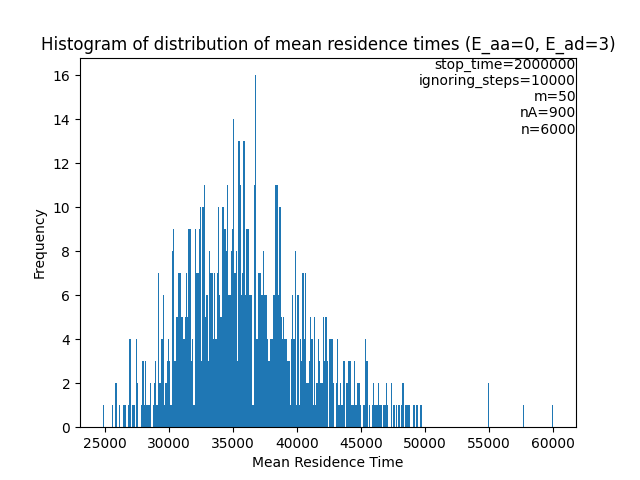 Histogram of distribution of mean residence times (E_aa=0, E_ad=3)
stop_time=2000000
ignoring_steps=10000
m=50
nA=900
n=6000
16
14
12
10
8
6
4
2
0
Frequency
25000 30000 35000 40000 45000 50000 55000 60000
Mean Residence Time